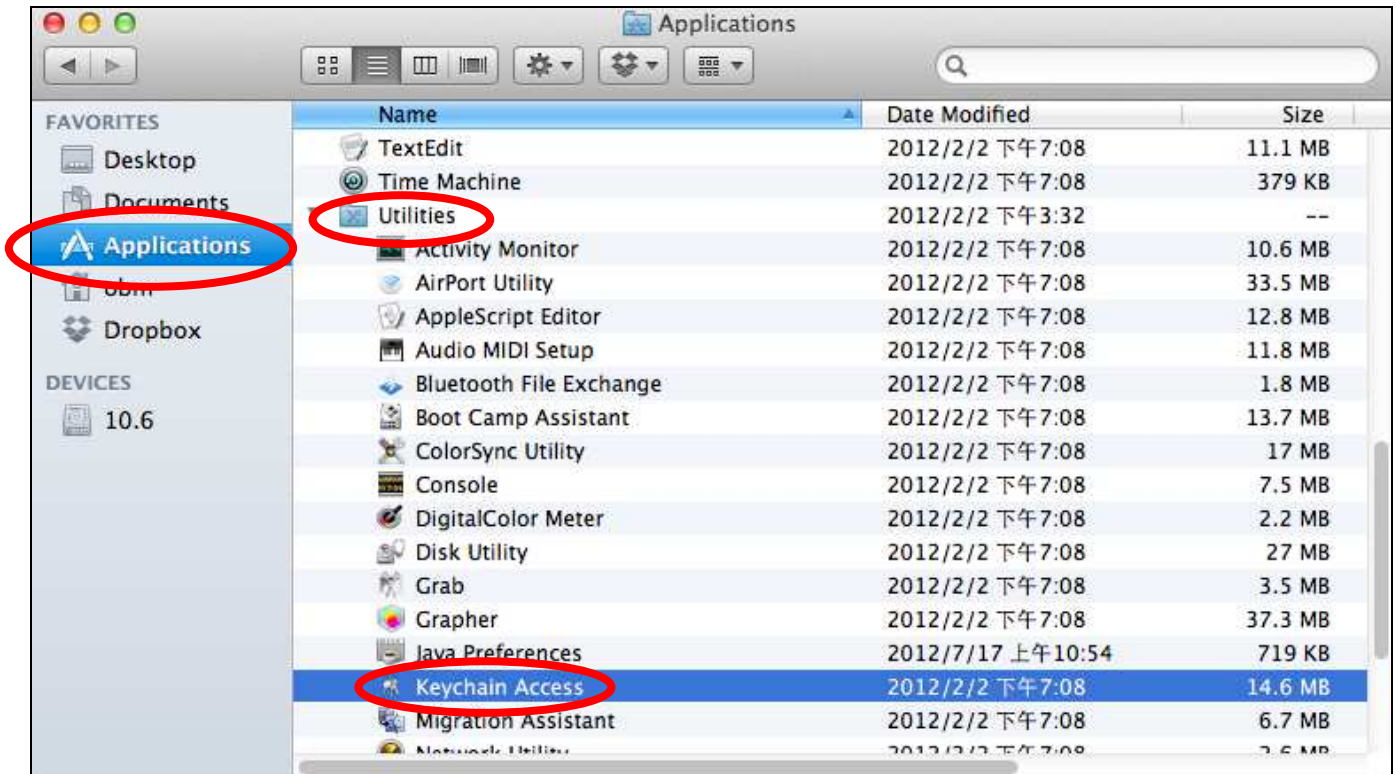 Applications
FAVORITES
Desktop
Documents
Applications
Dropbox
DEVICES
10.6
Name Date Modified Size
TextEdit 2012/2/2 下午7:08 11.1 MB
Time Machine 2012/2/2 下午7:08 379 KB
Utilities 2012/2/2 下午3:32 --
Activity Monitor 2012/2/2 下午7:08 10.6 MB
AirPort Utility 2012/2/2 下午7:08 33.5 MB
AppleScript Editor 2012/2/2 下午7:08 12.8 MB
Audio MIDI Setup 2012/2/2 下午7:08 11.8 MB
Bluetooth File Exchange 2012/2/2 下午7:08 1.8 MB
Boot Camp Assistant 2012/2/2 下午7:08 13.7 MB
ColorSync Utility 2012/2/2 下午7:08 17 MB
Console 2012/2/2 下午7:08 7.5 MB
DigitalColor Meter 2012/2/2 下午7:08 2.2 MB
Disk Utility 2012/2/2 下午7:08 27 MB
Grab 2012/2/2 下午7:08 3.5 MB
Grapher 2012/2/2 下午7:08 37.3 MB
Java Preferences 2012/7/17 上午10:54 719 KB
Keychain Access 2012/2/2 下午7:08 14.6 MB
Migration Assistant 2012/2/2 下午7:08 6.7 MB
Network Utility 2012/2/2 下午7:08